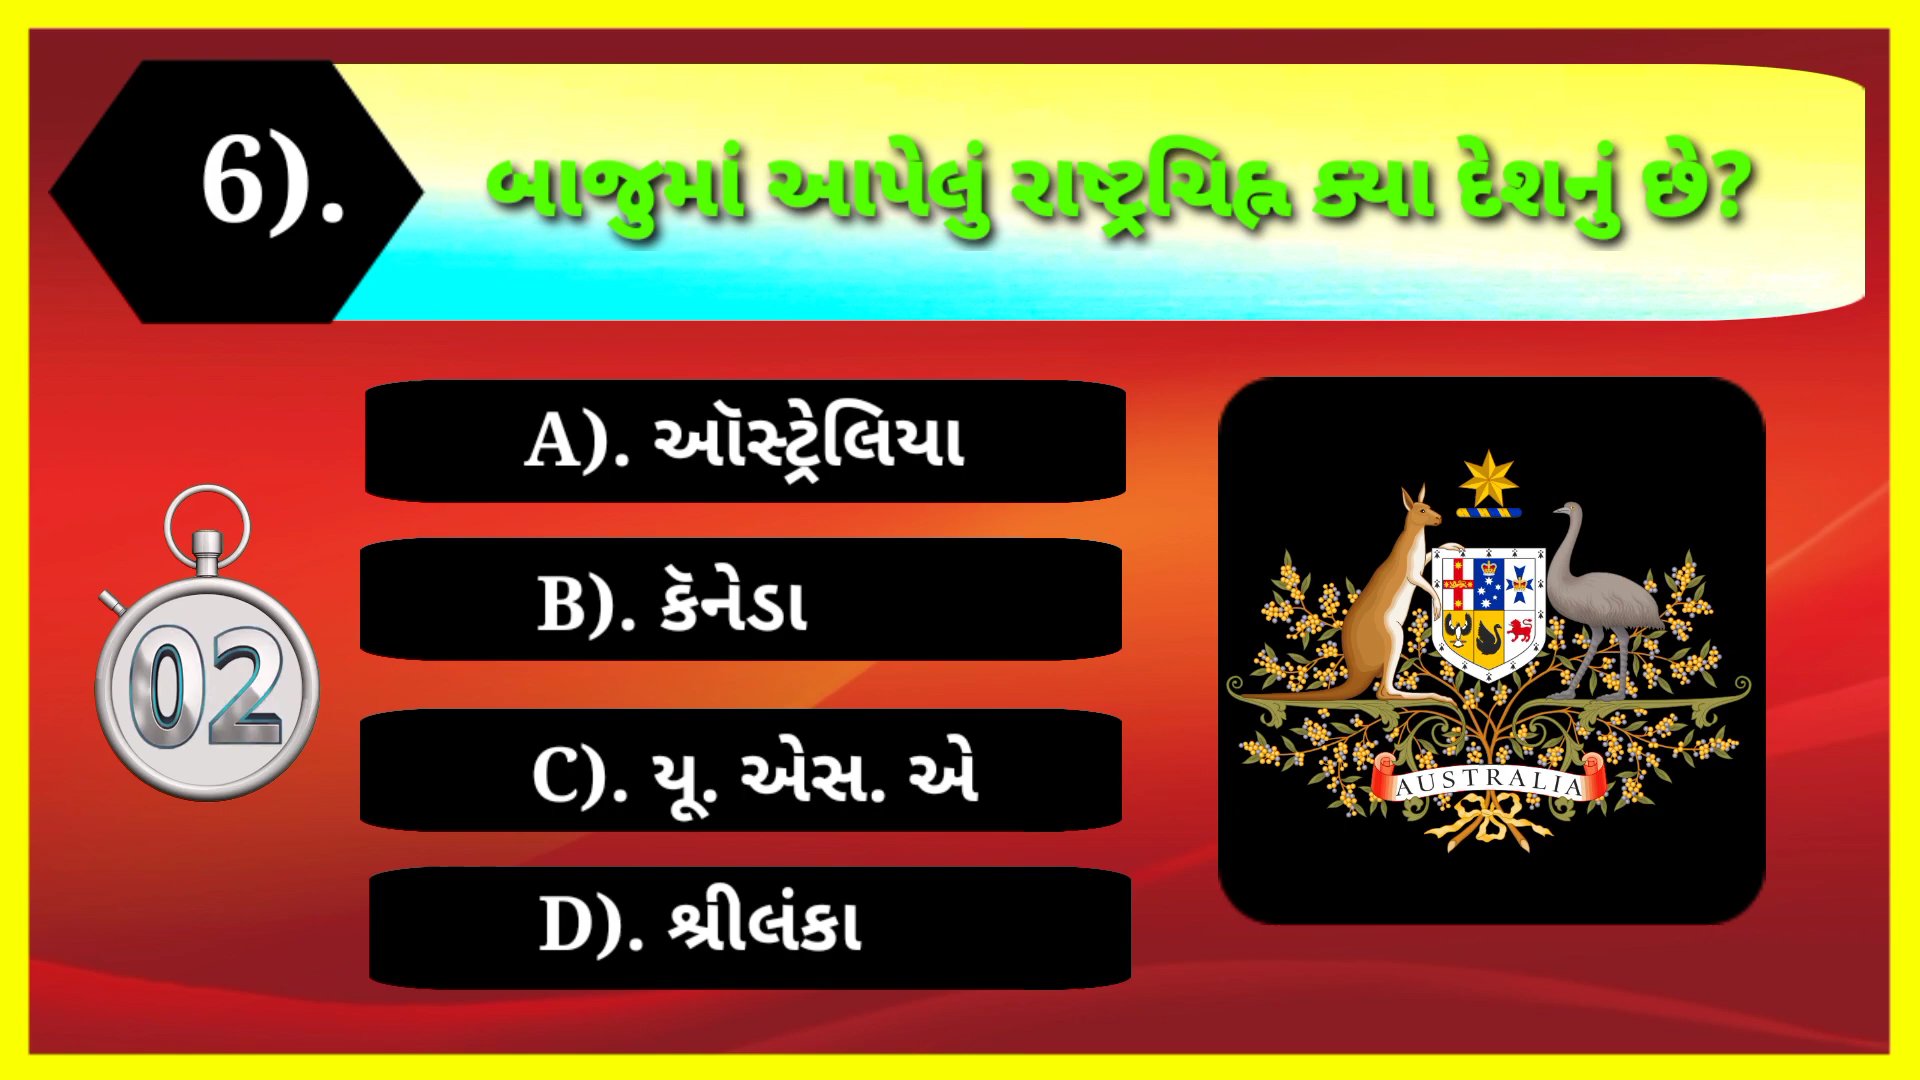 6). બાજુમાં આપેલું રાષ્ટ્રચિહ્ન ક્યા દેશનું છે?
A). ઑસ્ટ્રેલિયા
B). કૅનેડા
C). યૂ. એસ. એ
D). શ્રીલંકા
02
AUSTRALIA